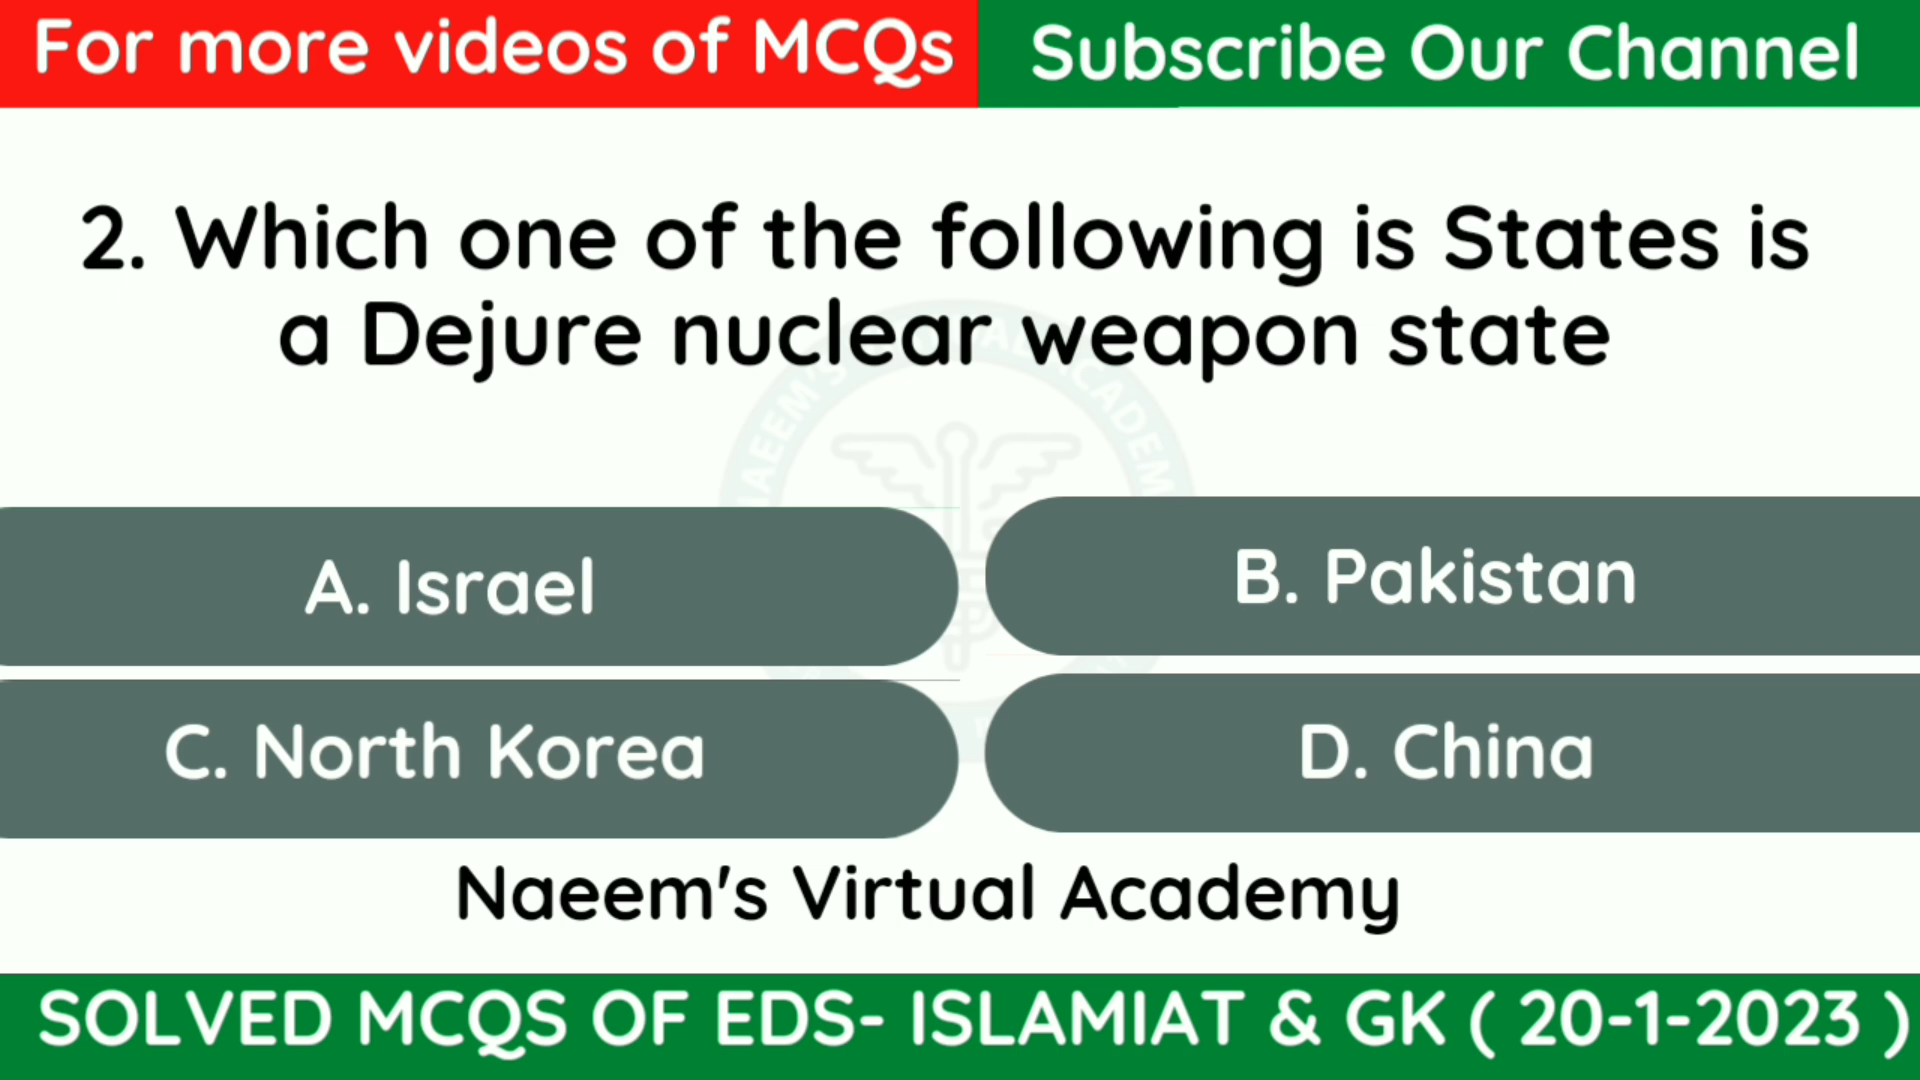 For more videos of MCQs
Subscribe Our Channel
2. Which one of the following is States is
a Dejure nuclear weapon state
A. Israel
B. Pakistan
C. North Korea
D. China
Naeem's Virtual Academy
SOLVED MCQS OF EDS- ISLAMIAT & GK ( 20-1-2023 )